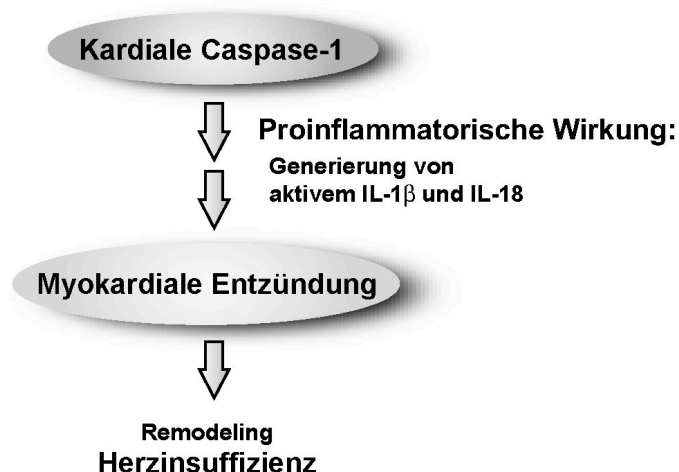 Kardiale Caspase-1
Proinflammatorische Wirkung:
Generierung von
aktivem IL-1β und IL-18
Myokardiale Entzündung
Remodeling
Herzinsuffizienz